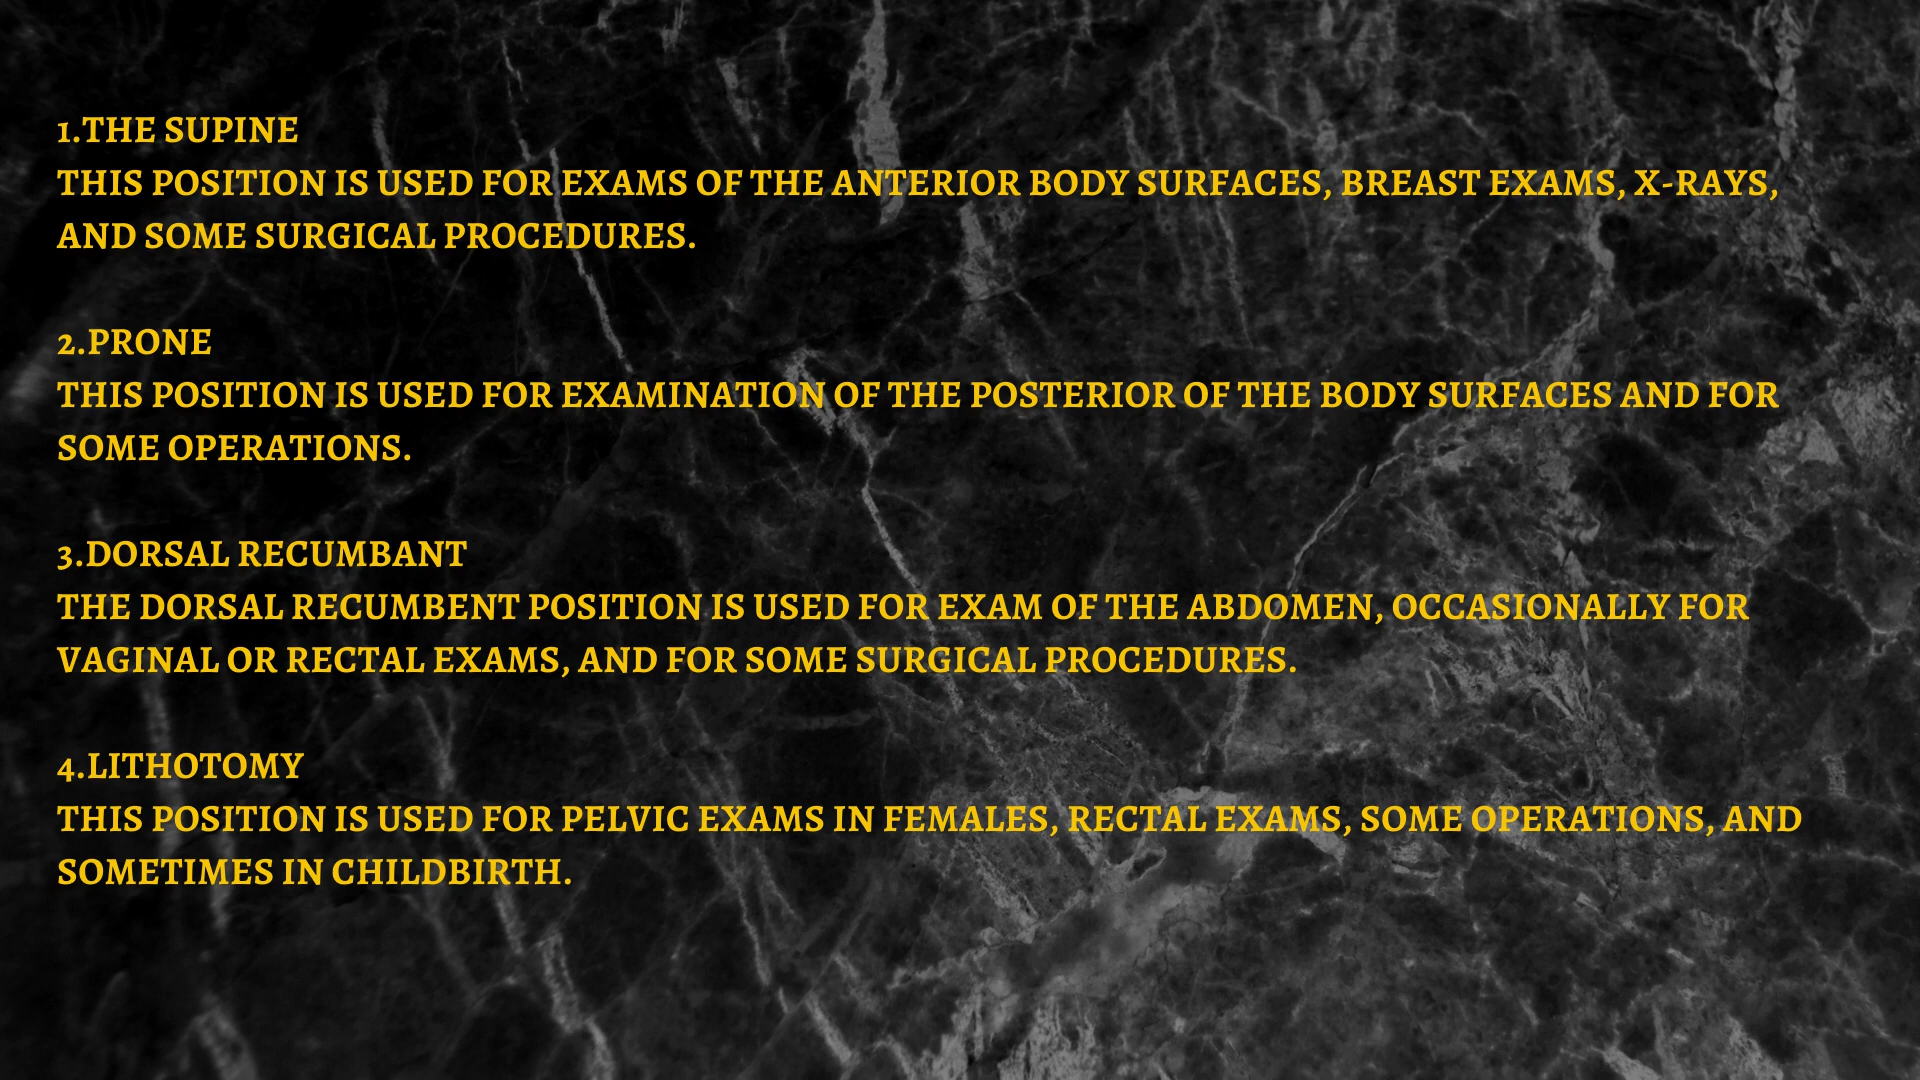 1.THE SUPINE
THIS POSITION IS USED FOR EXAMS OF THE ANTERIOR BODY SURFACES, BREAST EXAMS, X-RAYS,
AND SOME SURGICAL PROCEDURES.
2.PRONE
THIS POSITION IS USED FOR EXAMINATION OF THE POSTERIOR OF THE BODY SURFACES AND FOR
SOME OPERATIONS.
3.DORSAL RECUMBANT
THE DORSAL RECUMBENT POSITION IS USED FOR EXAM OF THE ABDOMEN, OCCASIONALLY FOR
VAGINAL OR RECTAL EXAMS, AND FOR SOME SURGICAL PROCEDURES.
4.LITHOTOMY
THIS POSITION IS USED FOR PELVIC EXAMS IN FEMALES, RECTAL EXAMS, SOME OPERATIONS, AND
SOMETIMES IN CHILDBIRTH.